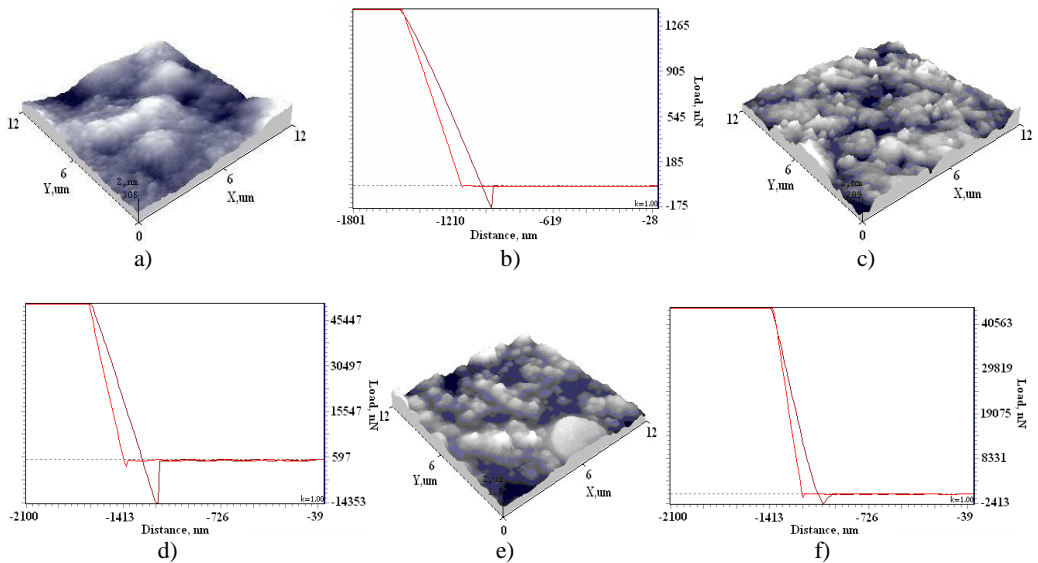 12
6
Y,um
Z,nm
0
X,um
6
12
a)
1265
905
545
185
-175
Load, nN
k=1.00
-1801
-1210
-619
-28
Distance, nm
b)
12
6
Y,um
Z,nm
0
X,um
6
12
c)
45447
30497
15547
597
-14353
Load, nN
k=1.00
-2100
-1413
-726
-39
Distance, nm
d)
12
6
Y,um
Z,nm
0
X,um
6
12
e)
40563
29819
19075
8331
-2413
Load, nN
k=1.00
-2100
-1413
-726
-39
Distance, nm
f)